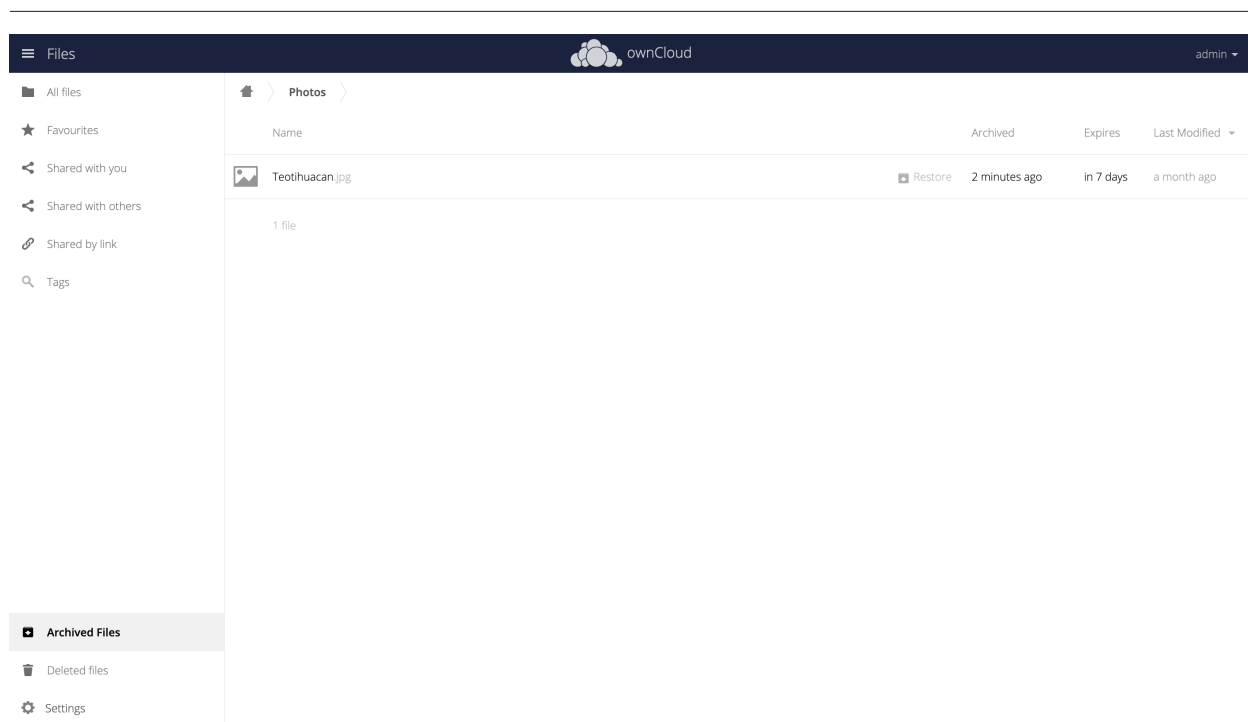 Files
ownCloud
admin
All files
Favourites
Shared with you
Shared with others
Shared by link
Tags
Photos
Name Archived Expires Last Modified
Teotihuacan.jpg Restore 2 minutes ago in 7 days a month ago
1 file
Archived Files
Deleted files
Settings